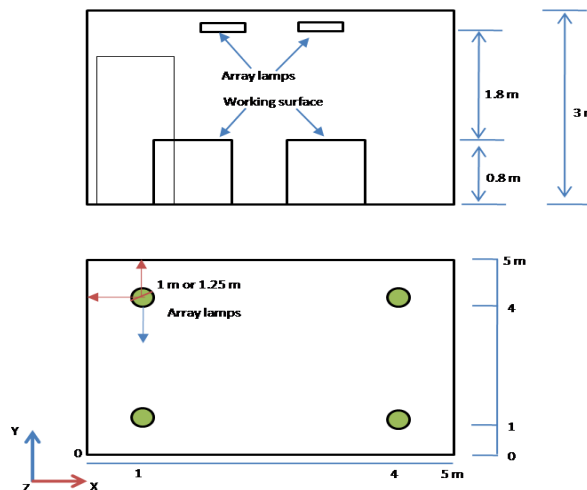 Array lamps
Working surface
1.8 m
3 m
0.8 m
5 m
1 m or 1.25 m
Array lamps
4
1
0
Y
Z
X
0
1
4
5 m